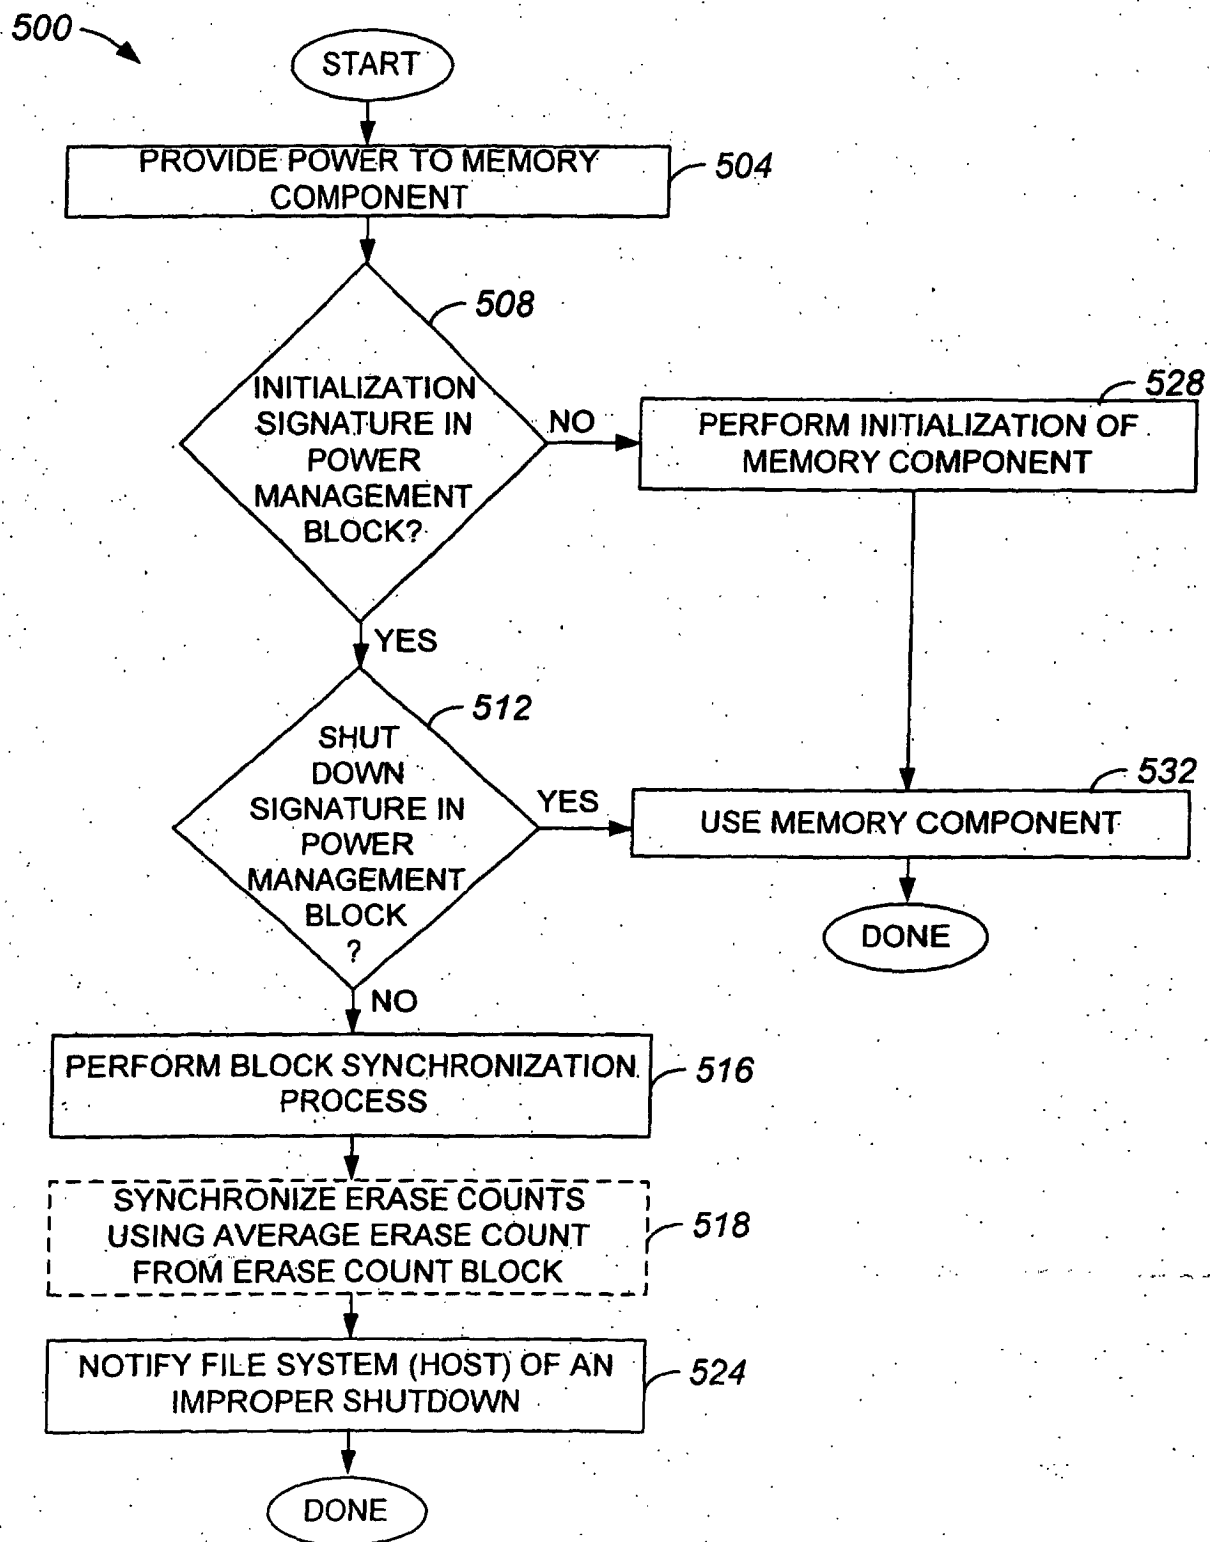 500
START
PROVIDE POWER TO MEMORY
COMPONENT
504
508
INITIALIZATION
SIGNATURE IN
POWER
MANAGEMENT
BLOCK?
NO
528
PERFORM INITIALIZATION OF
MEMORY COMPONENT
YES
512
SHUT
DOWN
SIGNATURE IN
POWER
MANAGEMENT
BLOCK
?
YES
532
USE MEMORY COMPONENT
DONE
NO
PERFORM BLOCK SYNCHRONIZATION
PROCESS
516
SYNCHRONIZE ERASE COUNTS
USING AVERAGE ERASE COUNT
FROM ERASE COUNT BLOCK
518
NOTIFY FILE SYSTEM (HOST) OF AN
IMPROPER SHUTDOWN
524
DONE